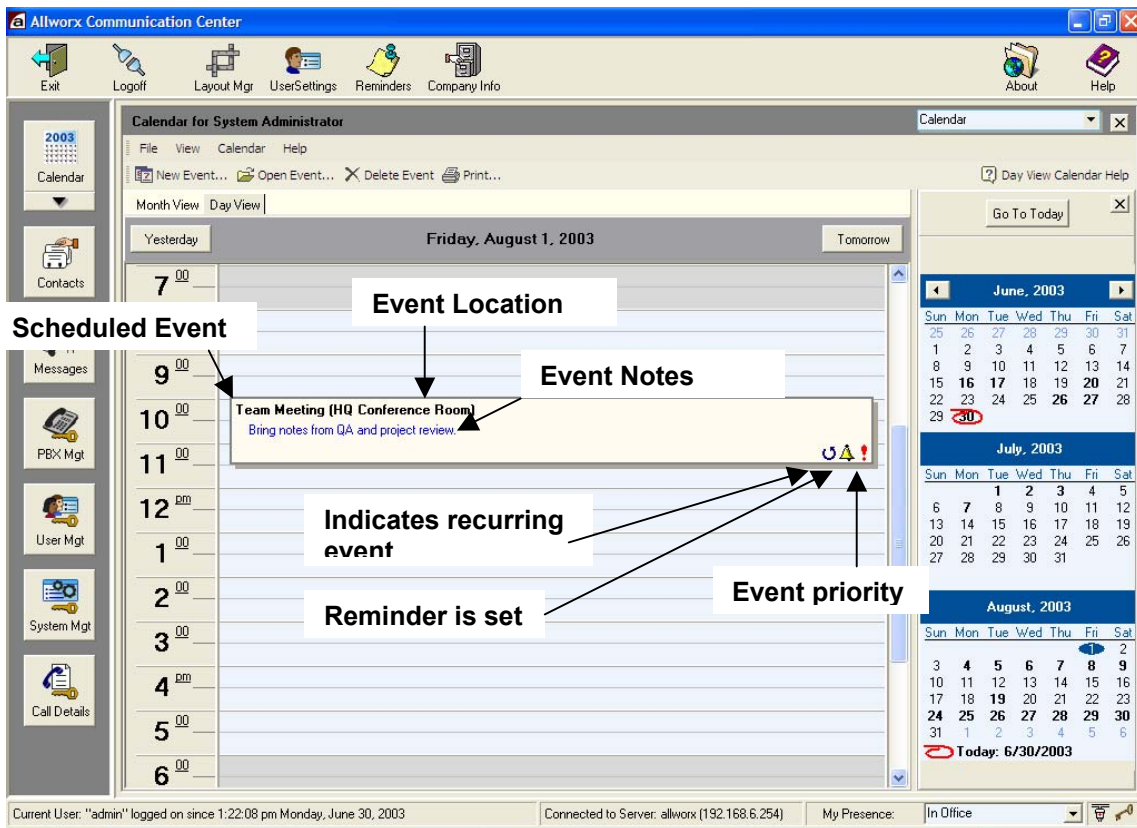 Allworx Communication Center
Exit Logoff Layout Mgr UserSettings Reminders Company Info About Help
Calendar for System Administrator
Calendar
File View Calendar Help
New Event... Open Event... Delete Event Print... Day View Calendar Help
Month View Day View
Go To Today
Yesterday Friday, August 1, 2003 Tomorrow
2003
Calendar
Contacts
Messages
PBX Mgt
User Mgt
System Mgt
Call Details
7 00
9 00
10 00
11 00
12 pm
1 00
2 00
3 00
4 pm
5 00
6 00
Scheduled Event
Event Location
Event Notes
Team Meeting (HQ Conference Room)
Bring notes from QA and project review.
Indicates recurring
event
Reminder is set
Event priority
June, 2003
Sun Mon Tue Wed Thu Fri Sat
25 26 27 28 29 30 31
1 2 3 4 5 6 7
8 9 10 11 12 13 14
15 16 17 18 19 20 21
22 23 24 25 26 27 28
29 30
July, 2003
Sun Mon Tue Wed Thu Fri Sat
1 2 3 4 5
6 7 8 9 10 11 12
13 14 15 16 17 18 19
20 21 22 23 24 25 26
27 28 29 30 31
August, 2003
Sun Mon Tue Wed Thu Fri Sat
1 2
3 4 5 6 7 8 9
10 11 12 13 14 15 16
17 18 19 20 21 22 23
24 25 26 27 28 29 30
31 1 2 3 4 5 6
Today: 6/30/2003
Current User: "admin" logged on since 1:22:08 pm Monday, June 30, 2003 Connected to Server: allworx (192.168.6.254) My Presence: In Office